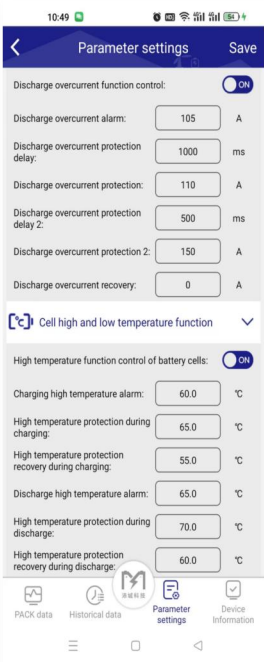 10:49
54
Parameter settings
Save
Discharge overcurrent function control:
ON
Discharge overcurrent alarm:
105
A
Discharge overcurrent protection
delay:
1000
ms
Discharge overcurrent protection:
110
A
Discharge overcurrent protection
delay 2:
500
ms
Discharge overcurrent protection 2:
150
A
Discharge overcurrent recovery:
0
A
Cell high and low temperature function
High temperature function control of battery cells:
ON
Charging high temperature alarm:
60.0
℃
High temperature protection during
charging:
65.0
℃
High temperature protection
recovery during charging:
55.0
℃
Discharge high temperature alarm:
65.0
℃
High temperature protection during
discharge:
70.0
℃
High temperature protection
recovery during discharge:
60.0
℃
PACK data
Historical data
Parameter
settings
Device
Information